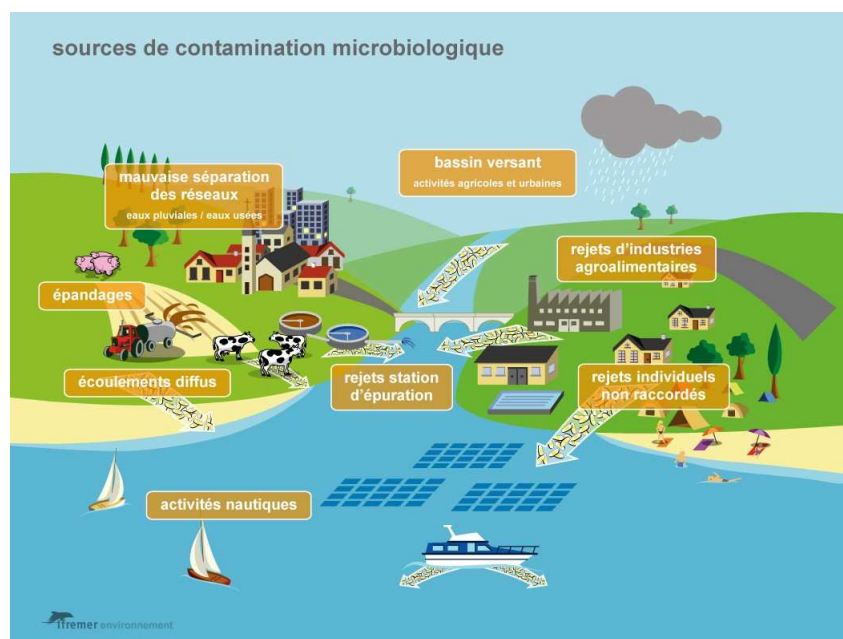 sources de contamination microbiologique
bassin versant
activités agricoles et urbaines
mauvaise séparation
des réseaux
eaux pluviales / eaux usées
rejets d'industries
agroalimentaires
épandages
écoulements diffus
rejets station
d'épuration
rejets individuels
non raccordés
activités nautiques
ifremer environnement